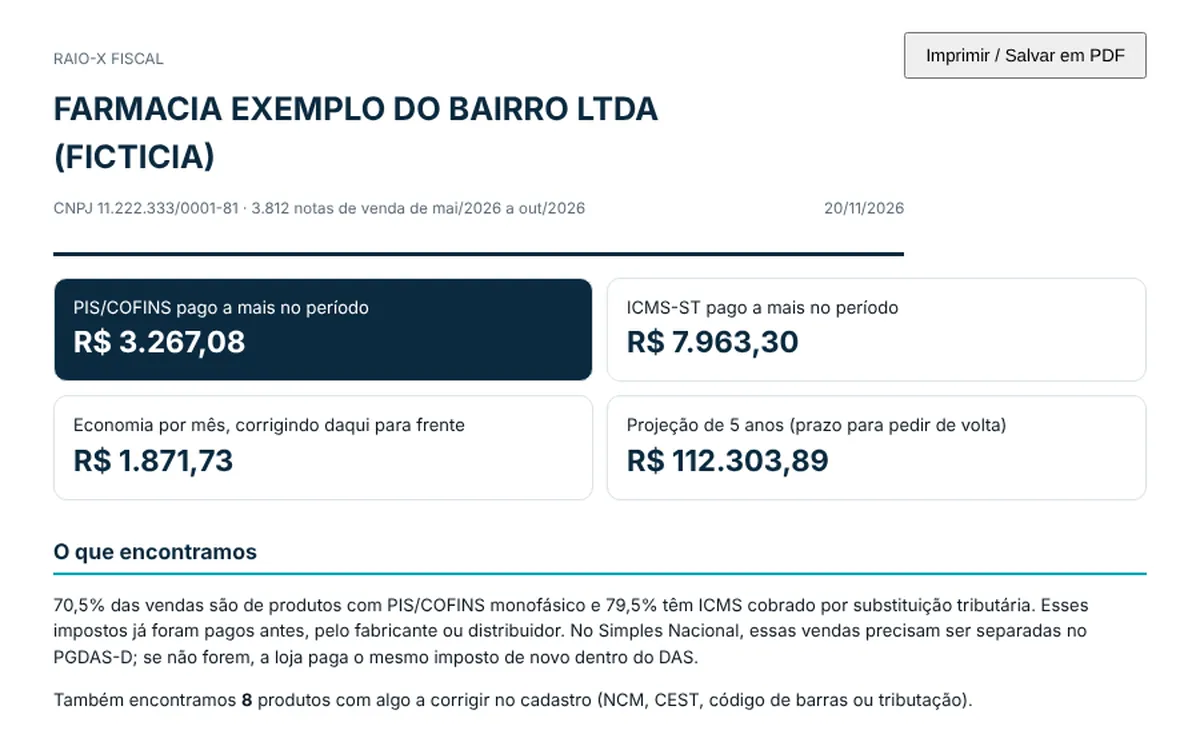 RAIO-X FISCAL
Imprimir / Salvar em PDF
FARMACIA EXEMPLO DO BAIRRO LTDA
(FICTICIA)
CNPJ 11.222.333/0001-81 · 3.812 notas de venda de mai/2026 a out/2026
20/11/2026
PIS/COFINS pago a mais no período
R$ 3.267,08
ICMS-ST pago a mais no período
R$ 7.963,30
Economia por mês, corrigindo daqui para frente
R$ 1.871,73
Projeção de 5 anos (prazo para pedir de volta)
R$ 112.303,89
O que encontramos
70,5% das vendas são de produtos com PIS/COFINS monofásico e 79,5% têm ICMS cobrado por substituição tributária. Esses
impostos já foram pagos antes, pelo fabricante ou distribuidor. No Simples Nacional, essas vendas precisam ser separadas no
PGDAS-D; se não forem, a loja paga o mesmo imposto de novo dentro do DAS.
Também encontramos 8 produtos com algo a corrigir no cadastro (NCM, CEST, código de barras ou tributação).